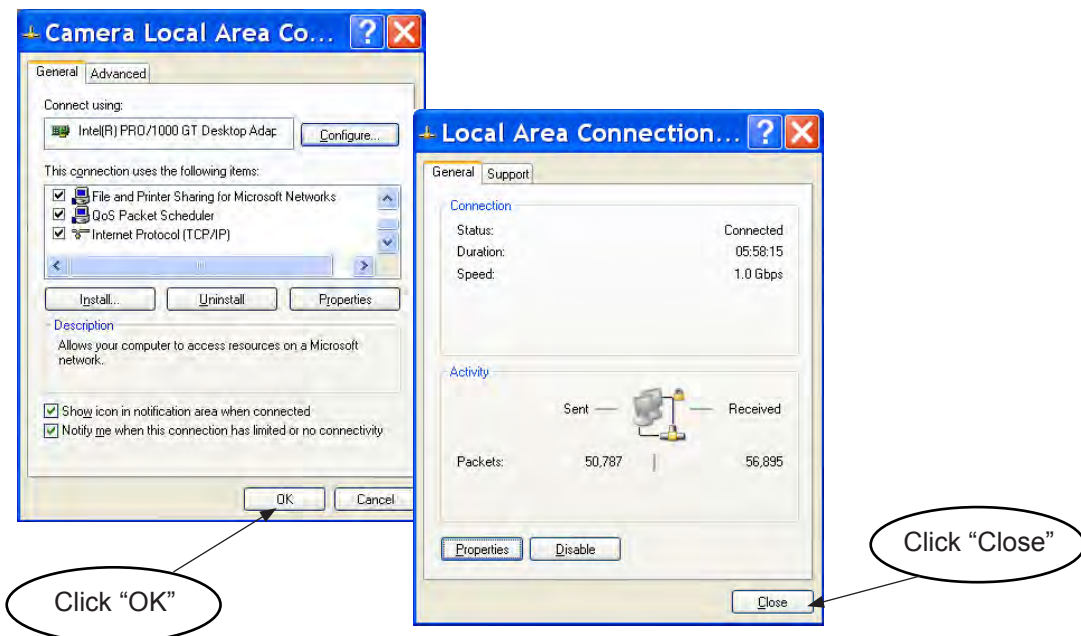 Camera Local Area Co...
General Advanced
Connect using:
Intel(R) PRO/1000 GT Desktop Adap
Configure...
This connection uses the following items:
File and Printer Sharing for Microsoft Networks
QoS Packet Scheduler
Internet Protocol (TCP/IP)
Install... Uninstall Properties
Description
Allows your computer to access resources on a Microsoft
network.
Show icon in notification area when connected
Notify me when this connection has limited or no connectivity
OK Cancel
Click “OK”
Local Area Connection...
General Support
Connection
Status: Connected
Duration: 05:58:15
Speed: 1.0 Gbps
Activity
Sent — — Received
Packets: 50,787 | 56,895
Properties Disable
Close
Click “Close”